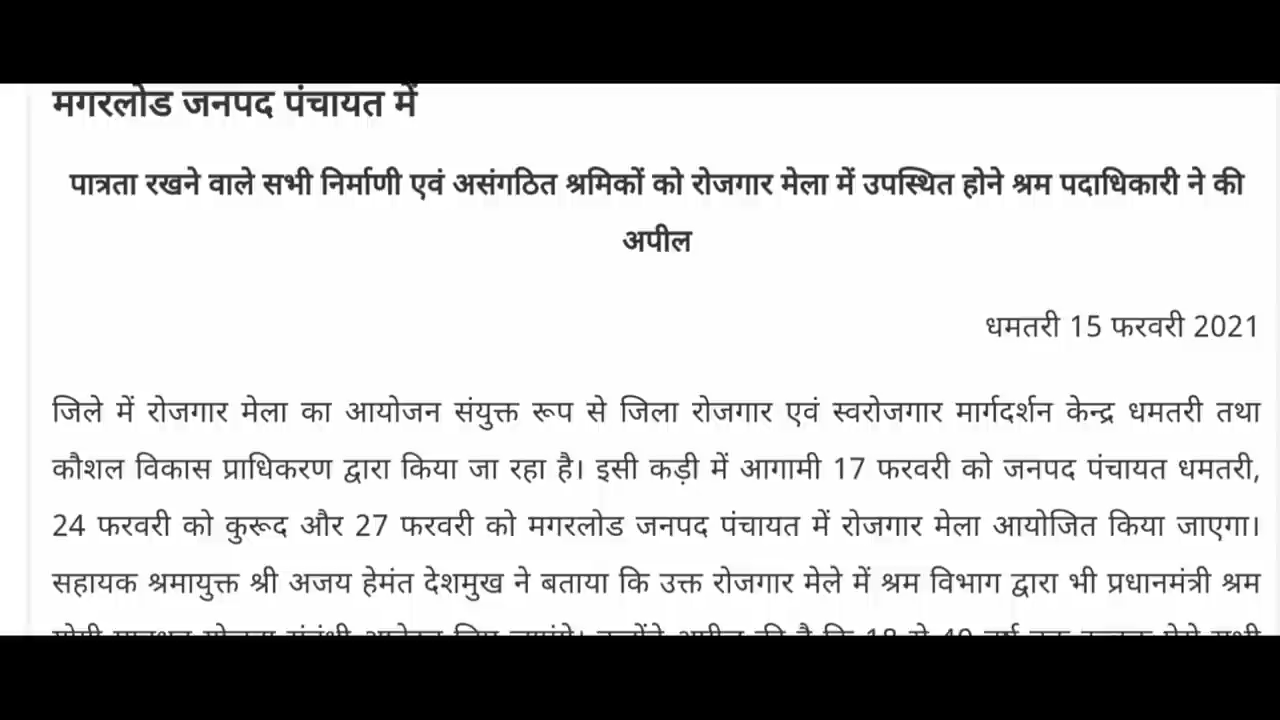 मगरलोड जनपद पंचायत में
पात्रता रखने वाले सभी निर्माणी एवं असंगठित श्रमिकों को रोजगार मेला में उपस्थित होने श्रम पदाधिकारी ने की
अपील
धमतरी 15 फरवरी 2021
जिले में रोजगार मेला का आयोजन संयुक्त रूप से जिला रोजगार एवं स्वरोजगार मार्गदर्शन केन्द्र धमतरी तथा
कौशल विकास प्राधिकरण द्वारा किया जा रहा है। इसी कड़ी में आगामी 17 फरवरी को जनपद पंचायत धमतरी,
24 फरवरी को कुरूद और 27 फरवरी को मगरलोड जनपद पंचायत में रोजगार मेला आयोजित किया जाएगा।
सहायक श्रमायुक्त श्री अजय हेमंत देशमुख ने बताया कि उक्त रोजगार मेले में श्रम विभाग द्वारा भी प्रधानमंत्री श्रम